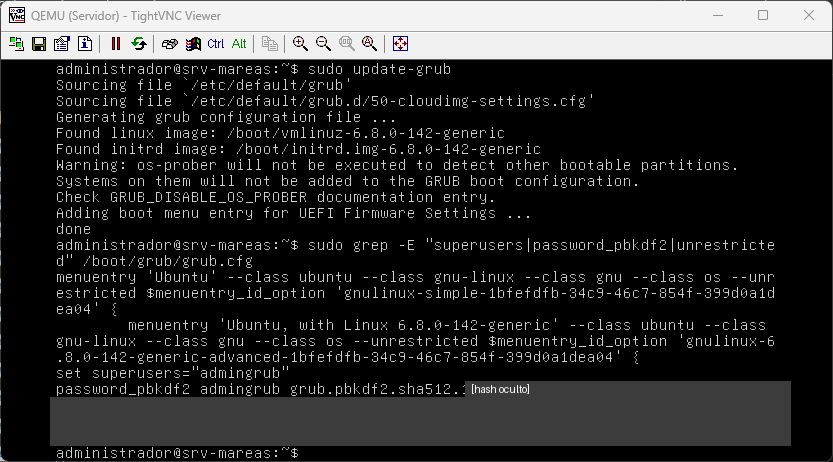 QEMU (Servidor) - TightVNC Viewer
Ctrl Alt
administrador@srv-mareas:~$ sudo update-grub
Sourcing file `/etc/default/grub'
Sourcing file `/etc/default/grub.d/50-cloudimg-settings.cfg'
Generating grub configuration file ...
Found linux image: /boot/vmlinuz-6.8.0-142-generic
Found initrd image: /boot/initrd.img-6.8.0-142-generic
Warning: os-prober will not be executed to detect other bootable partitions.
Systems on them will not be added to the GRUB boot configuration.
Check GRUB_DISABLE_OS_PROBER documentation entry.
Adding boot menu entry for UEFI Firmware Settings ...
done
administrador@srv-mareas:~$ sudo grep -E "superusers|password_pbkdf2|unrestricte
d" /boot/grub/grub.cfg
menuentry 'Ubuntu' --class ubuntu --class gnu-linux --class gnu --class os --unr
estricted $menuentry_id_option 'gnulinux-simple-1bfefdfb-34c9-46c7-854f-399d0a1d
ea04' {
menuentry 'Ubuntu, with Linux 6.8.0-142-generic' --class ubuntu --class
gnu-linux --class gnu --class os --unrestricted $menuentry_id_option 'gnulinux-6
.8.0-142-generic-advanced-1bfefdfb-34c9-46c7-854f-399d0a1dea04' {
set superusers="admingrub"
password_pbkdf2 admingrub grub.pbkdf2.sha512. [hash oculto]
administrador@srv-mareas:~$